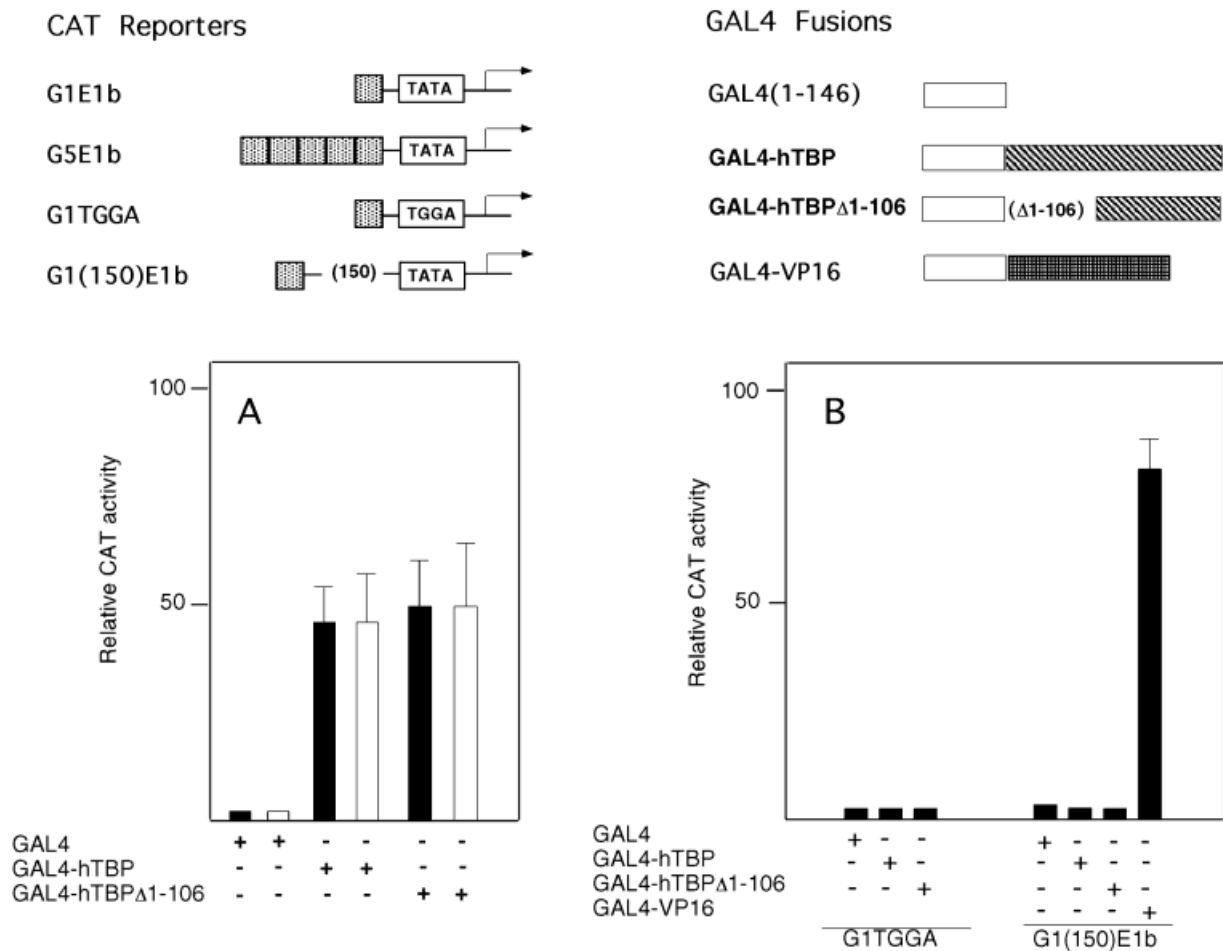 CAT Reporters
G1E1b
TATA
G5E1b
TATA
G1TGGA
TGGA
G1(150)E1b
(150)
TATA
GAL4 Fusions
GAL4(1-146)
GAL4-hTBP
GAL4-hTBPΔ1-106
(Δ1-106)
GAL4-VP16
A
100
50
Relative CAT activity
GAL4 + + - - - -
GAL4-hTBP - - + + - -
GAL4-hTBPΔ1-106 - - - - + +
B
100
50
Relative CAT activity
GAL4 + - - + - - -
GAL4-hTBP - + - - + - -
GAL4-hTBPΔ1-106 - - + - - + -
GAL4-VP16 - - - - - - +
G1TGGA G1(150)E1b